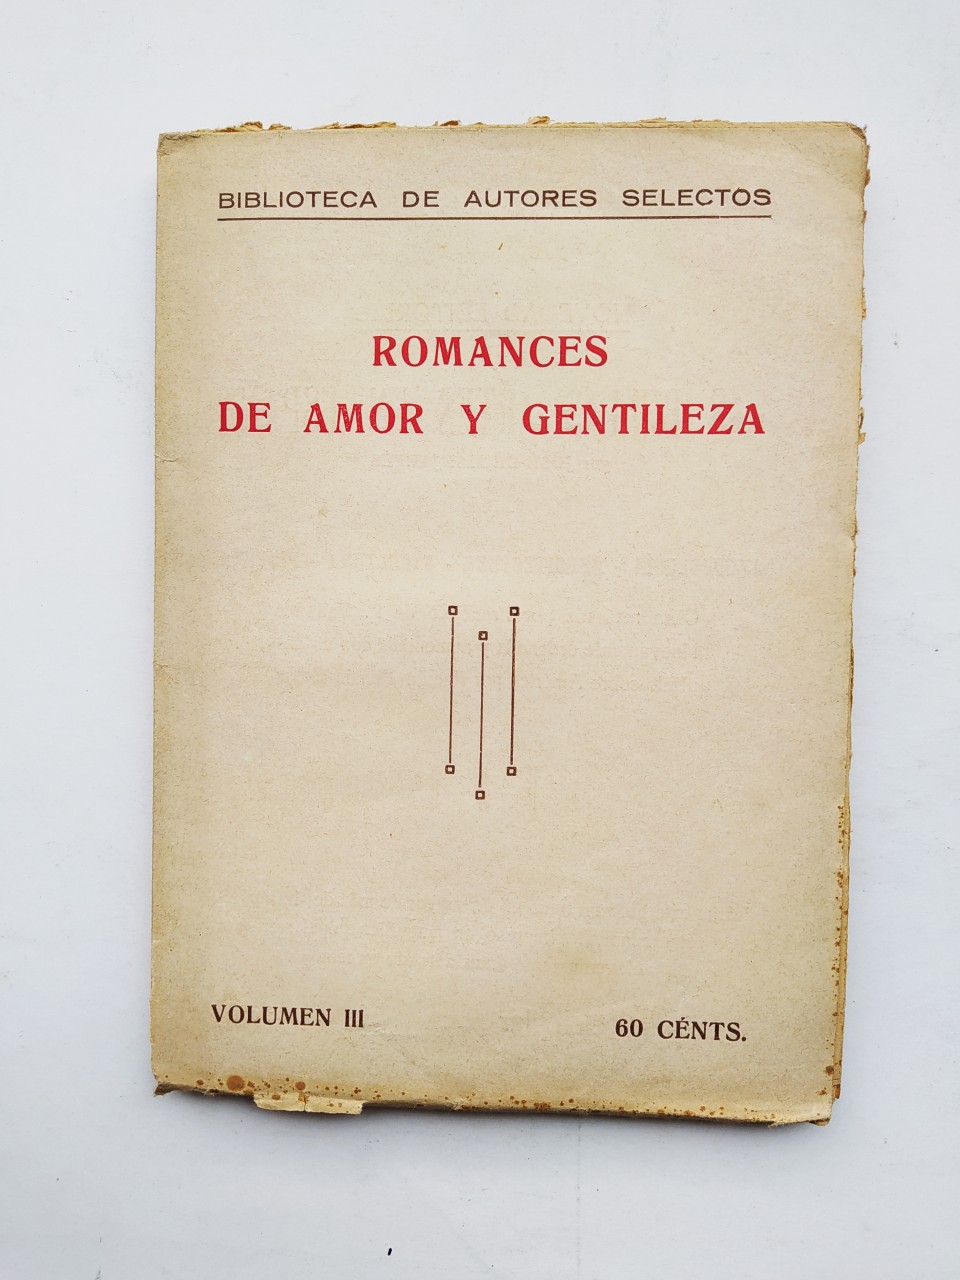 BIBLIOTECA DE AUTORES SELECTOS
ROMANCES
DE AMOR Y GENTILEZA
VOLUMEN III
60 CÉNTS.